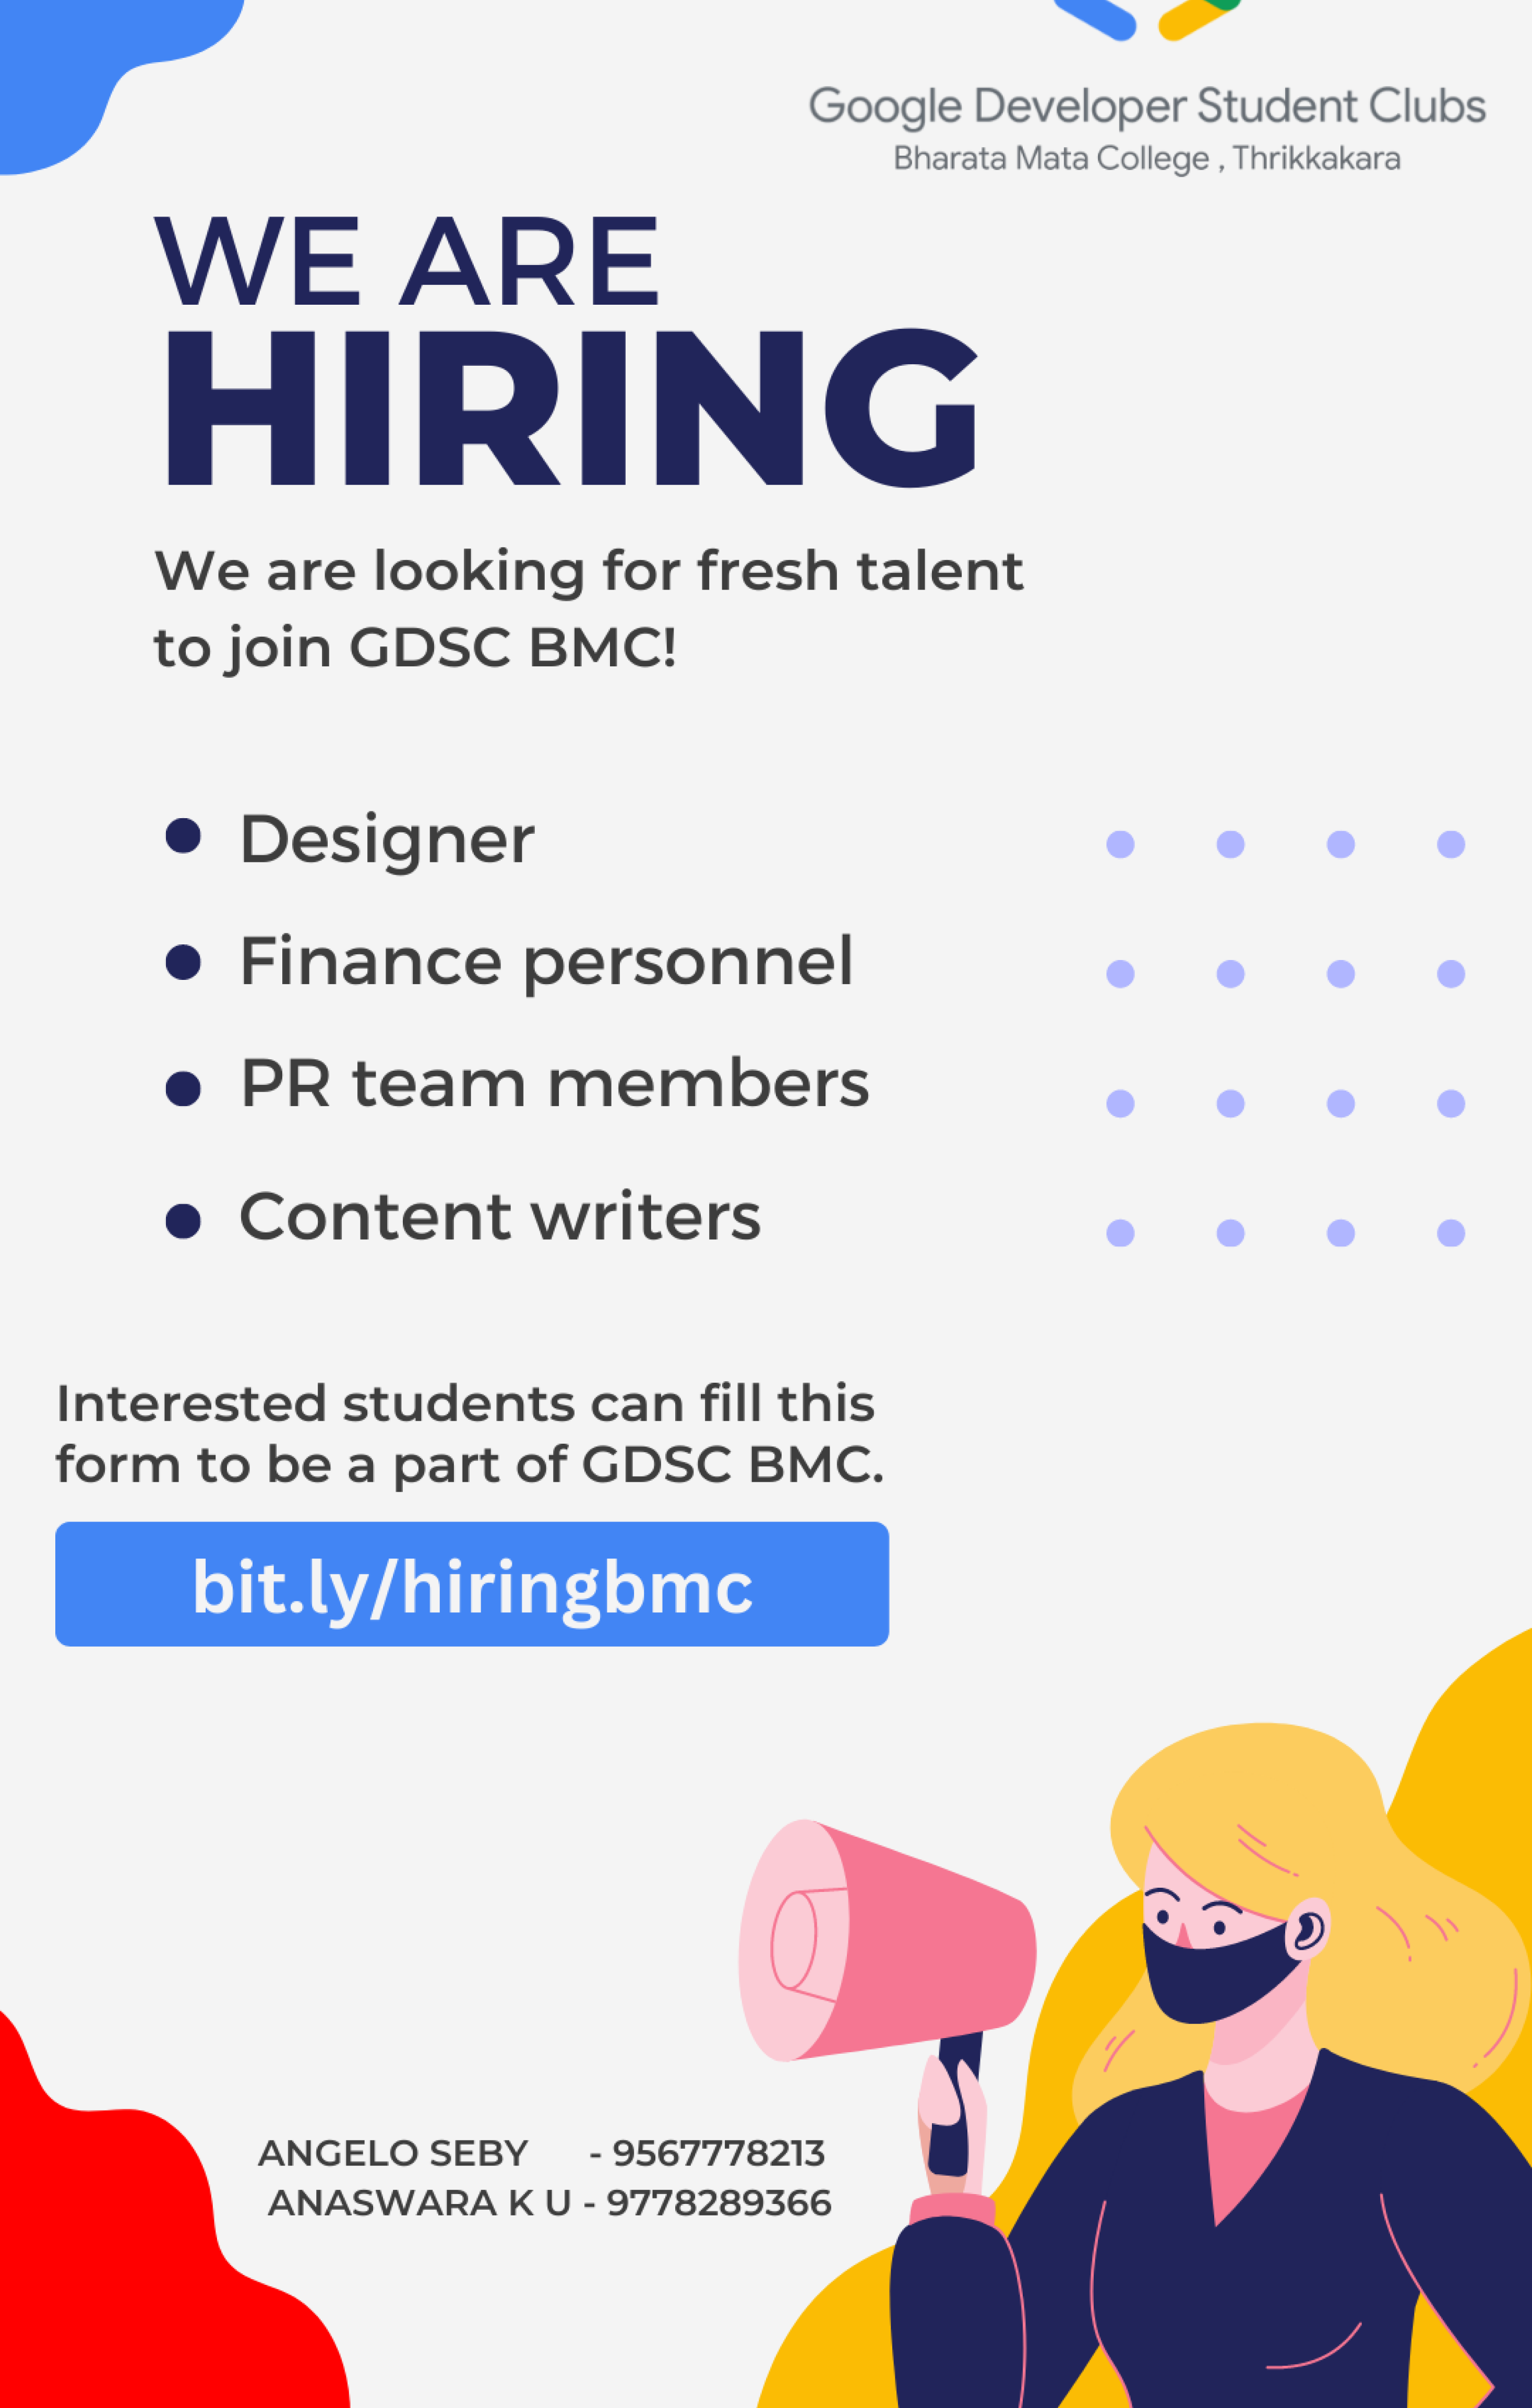 Google Developer Student Clubs
Bharata Mata College , Thrikkakara
WE ARE
HIRING
We are looking for fresh talent
to join GDSC BMC!
Designer
Finance personnel
PR team members
Content writers
Interested students can fill this
form to be a part of GDSC BMC.
bit.ly/hiringbmc
ANGELO SEBY - 9567778213
ANASWARA K U - 9778289366